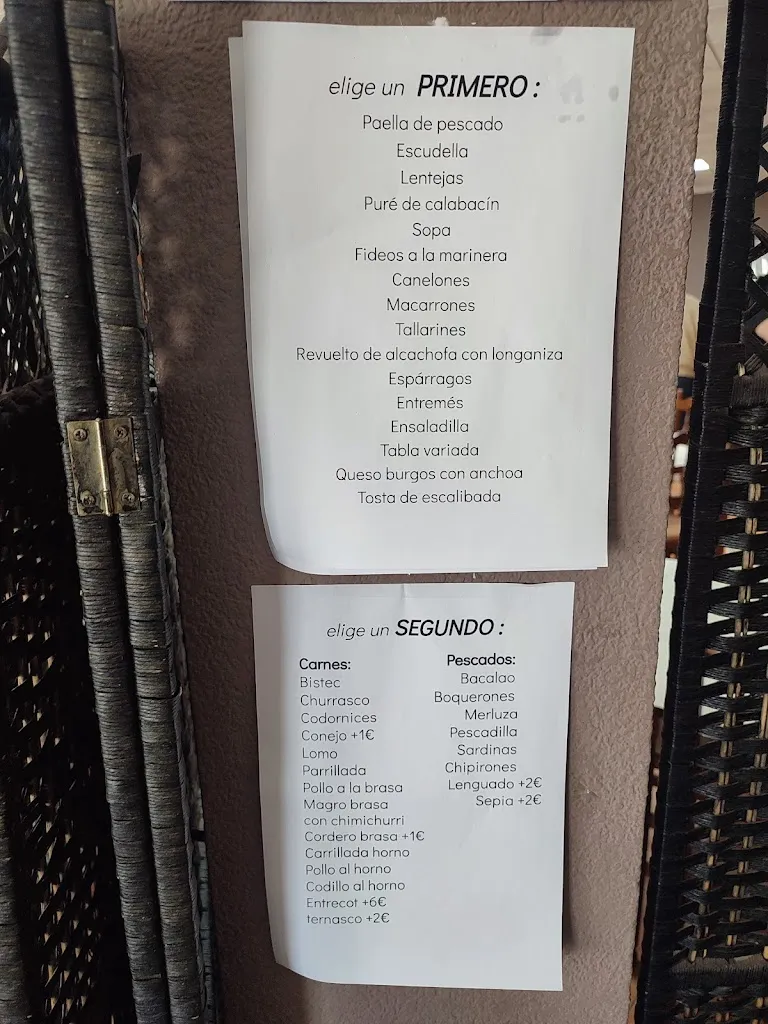 elige un PRIMERO :
Paella de pescado
Escudella
Lentejas
Puré de calabacín
Sopa
Fideos a la marinera
Canelones
Macarrones
Tallarines
Revuelto de alcachofa con longaniza
Espárragos
Entremés
Ensaladilla
Tabla variada
Queso burgos con anchoa
Tosta de escalibada
elige un SEGUNDO :
Carnes:
Bistec
Churrasco
Codornices
Conejo +1€
Lomo
Parrillada
Pollo a la brasa
Magro brasa
con chimichurri
Cordero brasa +1€
Carrillada horno
Pollo al horno
Codillo al horno
Entrecot +6€
ternasco +2€
Pescados:
Bacalao
Boquerones
Merluza
Pescadilla
Sardinas
Chipirones
Lenguado +2€
Sepia +2€